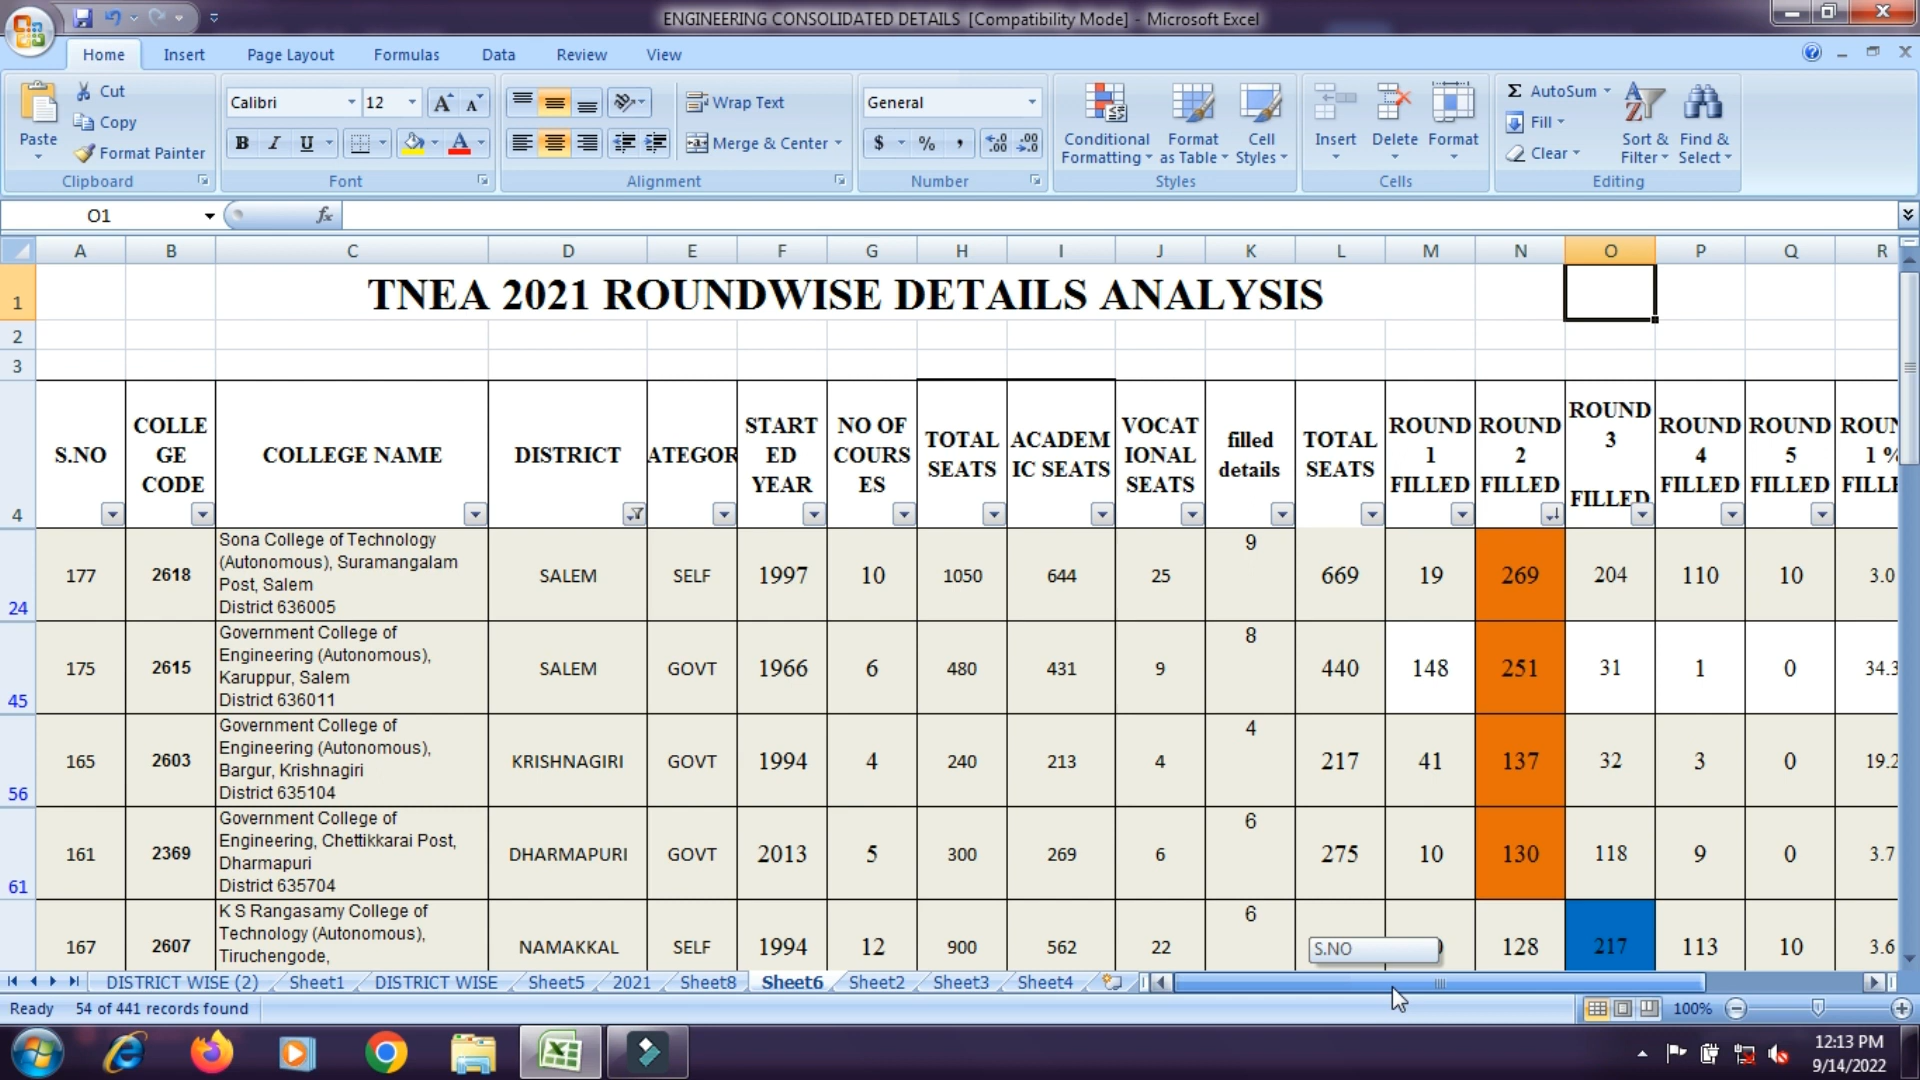 ENGINEERING CONSOLIDATED DETAILS [Compatibility Mode] - Microsoft Excel
Home Insert Page Layout Formulas Data Review View
Paste Cut Copy Format Painter Clipboard
Calibri 12 A A B I U A Font
Wrap Text Merge & Center Alignment
General $ % , .00 .00 Number
Conditional Formatting Format as Table Cell Styles Styles
Insert Delete Format Cells
Σ AutoSum Fill Clear Sort & Filter Find & Select Editing
O1 fx
A B C D E F G H I J K L M N O P Q R
1 TNEA 2021 ROUNDWISE DETAILS ANALYSIS
2
3
4 S.NO COLLEGE CODE COLLEGE NAME DISTRICT ATEGOR STARTED YEAR NO OF COURSES TOTAL SEATS ACADEMIC SEATS VOCATIONAL SEATS filled details TOTAL SEATS ROUND 1 FILLED ROUND 2 FILLED ROUND 3 FILLED ROUND 4 FILLED ROUND 5 FILLED ROUN 1 % FILLE
24 177 2618 Sona College of Technology (Autonomous), Suramangalam Post, Salem District 636005 SALEM SELF 1997 10 1050 644 25 9 669 19 269 204 110 10 3.0
45 175 2615 Government College of Engineering (Autonomous), Karuppur, Salem District 636011 SALEM GOVT 1966 6 480 431 9 8 440 148 251 31 1 0 34.3
56 165 2603 Government College of Engineering (Autonomous), Bargur, Krishnagiri District 635104 KRISHNAGIRI GOVT 1994 4 240 213 4 4 217 41 137 32 3 0 19.2
61 161 2369 Government College of Engineering, Chettikkarai Post, Dharmapuri District 635704 DHARMAPURI GOVT 2013 5 300 269 6 6 275 10 130 118 9 0 3.7
167 2607 K S Rangasamy College of Technology (Autonomous), Tiruchengode, NAMAKKAL SELF 1994 12 900 562 22 6 S.NO 128 217 113 10 3.6
DISTRICT WISE (2) Sheet1 DISTRICT WISE Sheet5 2021 Sheet8 Sheet6 Sheet2 Sheet3 Sheet4
Ready 54 of 441 records found 100%
12:13 PM
9/14/2022